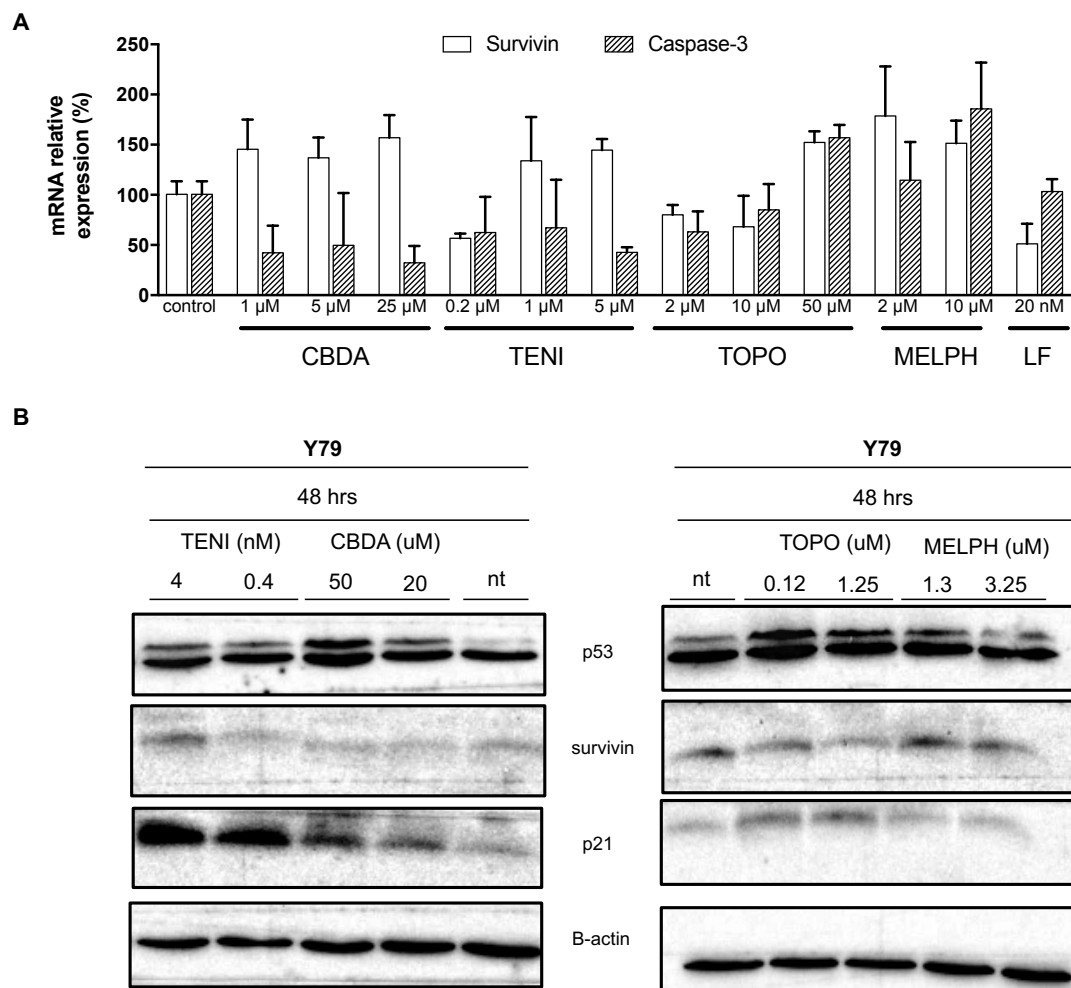 A
Survivin Caspase-3
mRNA relative
expression (%)
250
200
150
100
50
0
control 1 µM 5 µM 25 µM 0.2 µM 1 µM 5 µM 2 µM 10 µM 50 µM 2 µM 10 µM 20 nM
CBDA TENI TOPO MELPH LF
B
Y79
48 hrs
TENI (nM) CBDA (uM)
4 0.4 50 20 nt
Y79
48 hrs
TOPO (uM) MELPH (uM)
nt 0.12 1.25 1.3 3.25
p53
survivin
p21
B-actin